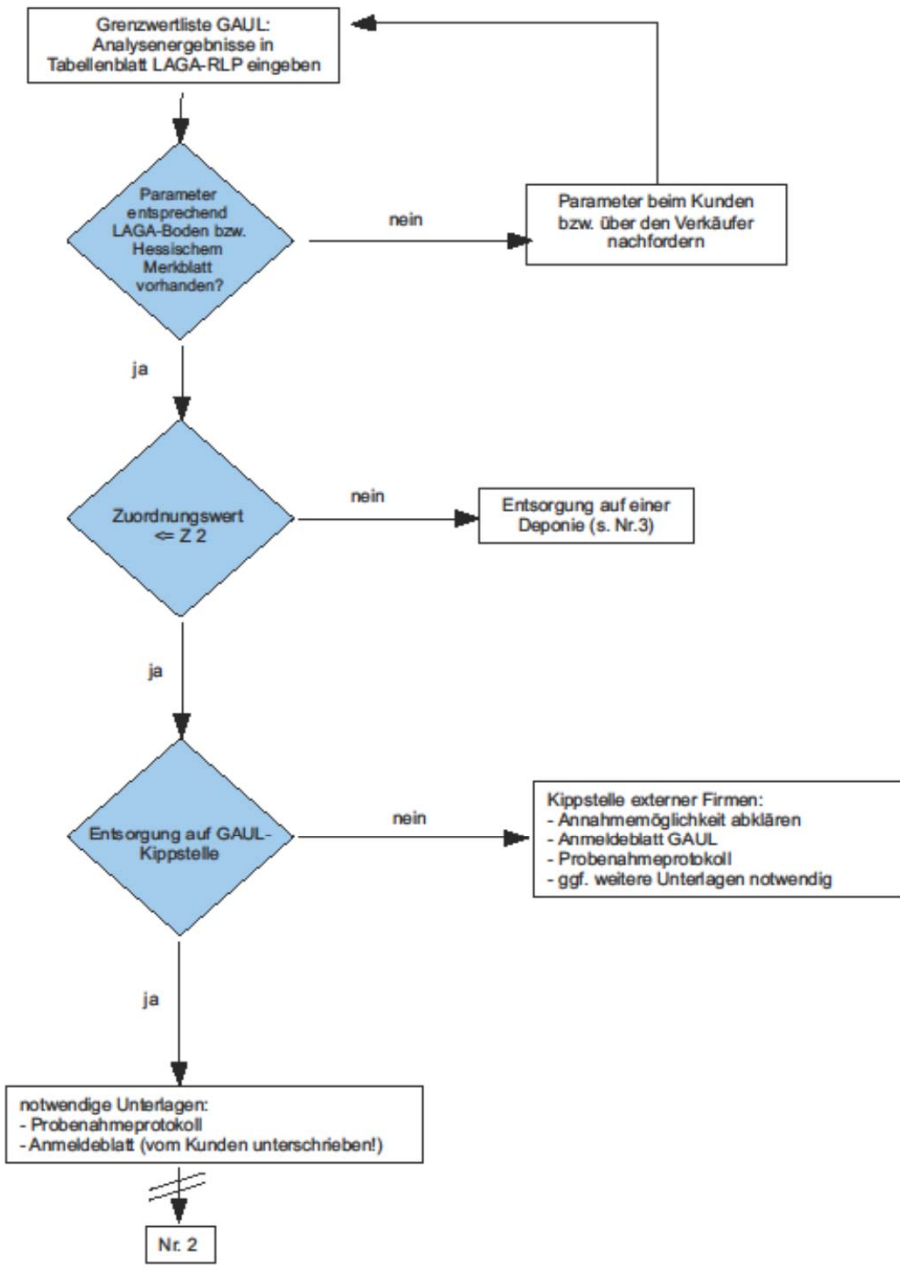 Grenzwertliste GAUL:
Analysenergebnisse in
Tabellenblatt LAGA-RLP eingeben
Parameter
entsprechend
LAGA-Boden bzw.
Hessischem
Merkblatt
vorhanden?
nein
Parameter beim Kunden
bzw. über den Verkäufer
nachfordern
ja
Zuordnungswert
<= Z 2
nein
Entsorgung auf einer
Deponie (s. Nr.3)
ja
Entsorgung auf GAUL-
Kippstelle
nein
Kippstelle externer Firmen:
- Annahmemöglichkeit abklären
- Anmeldeblatt GAUL
- Probenahmeprotokoll
- ggf. weitere Unterlagen notwendig
ja
notwendige Unterlagen:
- Probenahmeprotokoll
- Anmeldeblatt (vom Kunden unterschrieben!)
Nr. 2